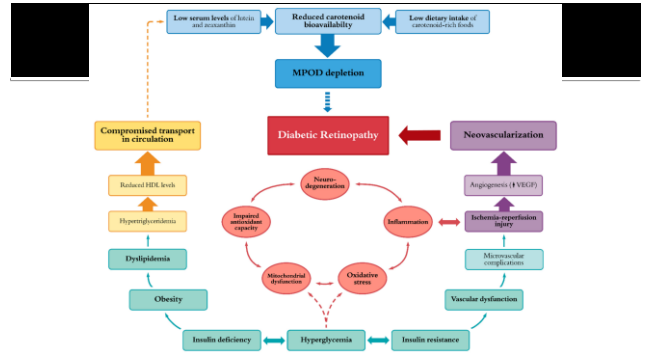 Low serum levels of lutein
and zeaxanthin
Reduced carotenoid
bioavailabilty
Low dietary intake
of carotenoid-rich foods
MPOD depletion
Compromised transport
in circulation
Diabetic Retinopathy
Neovascularization
Reduced HDL levels
Neuro-
degeneration
Angiogenesis (⬆VEGF)
Hypertriglyceridemia
Impaired
antioxidant
capacity
Inflammation
Ischemia-reperfusion
injury
Dyslipidemia
Microvascular
complications
Mitochondrial
dysfunction
Oxidative
stress
Obesity
Vascular dysfunction
Insulin deficiency
Hyperglycemia
Insulin resistance